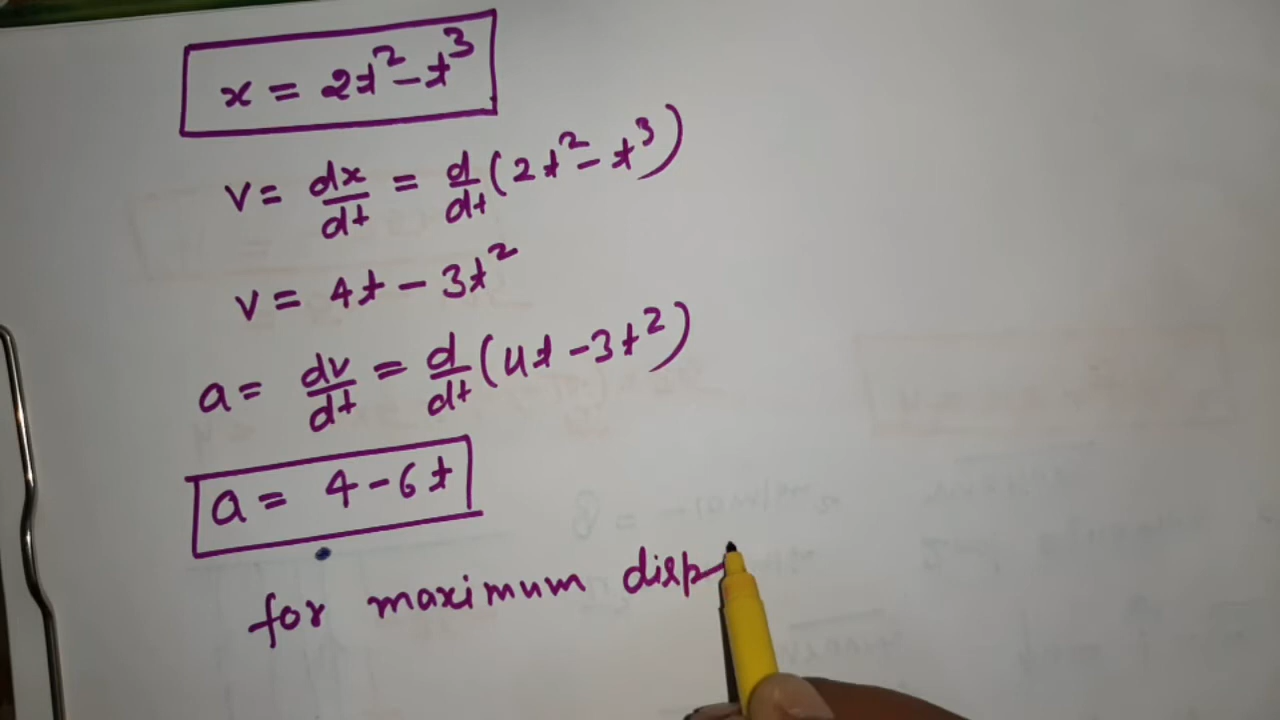 x = 2t² - t³
v = dx/dt = d/dt (2t² - t³)
v = 4t - 3t²
a = dv/dt = d/dt (4t - 3t²)
a = 4 - 6t
for maximum disp